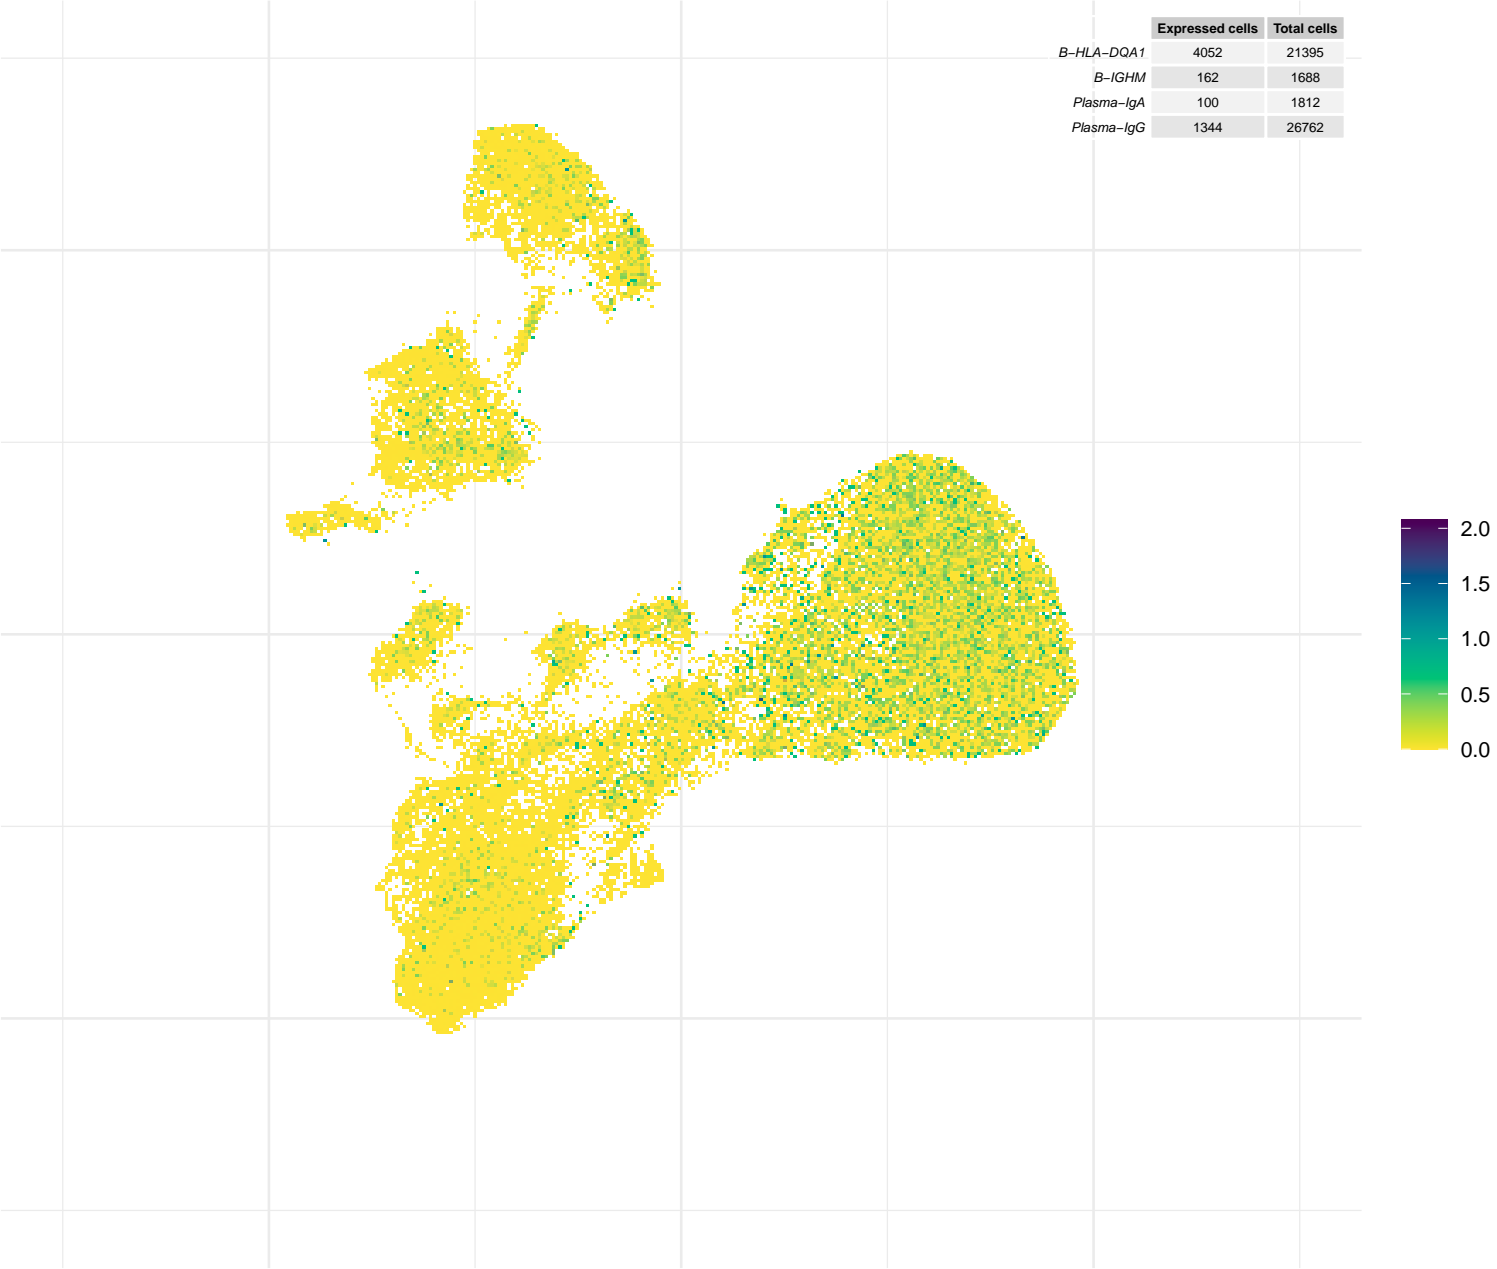 Expressed cells Total cells
B−HLA−DQA1 4052 21395
B−IGHM 162 1688
Plasma−IgA 100 1812
Plasma−IgG 1344 26762
2.0
1.5
1.0
0.5
0.0